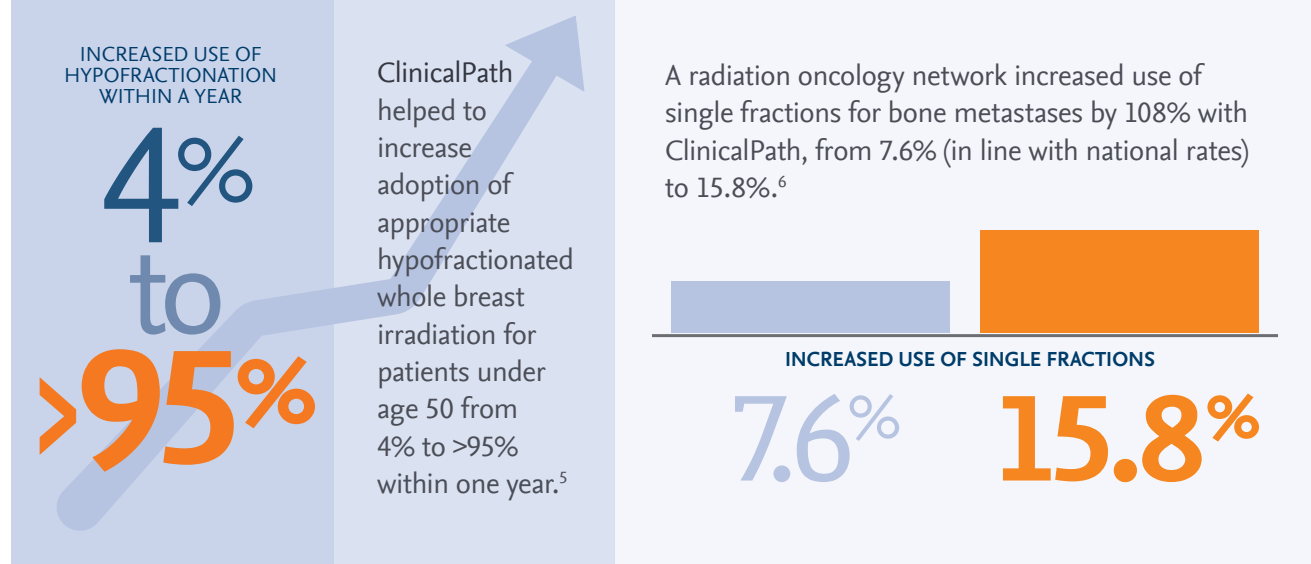 INCREASED USE OF
HYPOFRACTIONATION
WITHIN A YEAR
4%
to
>95%
ClinicalPath
helped to
increase
adoption of
appropriate
hypofractionated
whole breast
irradiation for
patients under
age 50 from
4% to >95%
within one year.5
A radiation oncology network increased use of
single fractions for bone metastases by 108% with
ClinicalPath, from 7.6% (in line with national rates)
to 15.8%.6
INCREASED USE OF SINGLE FRACTIONS
7.6%
15.8%